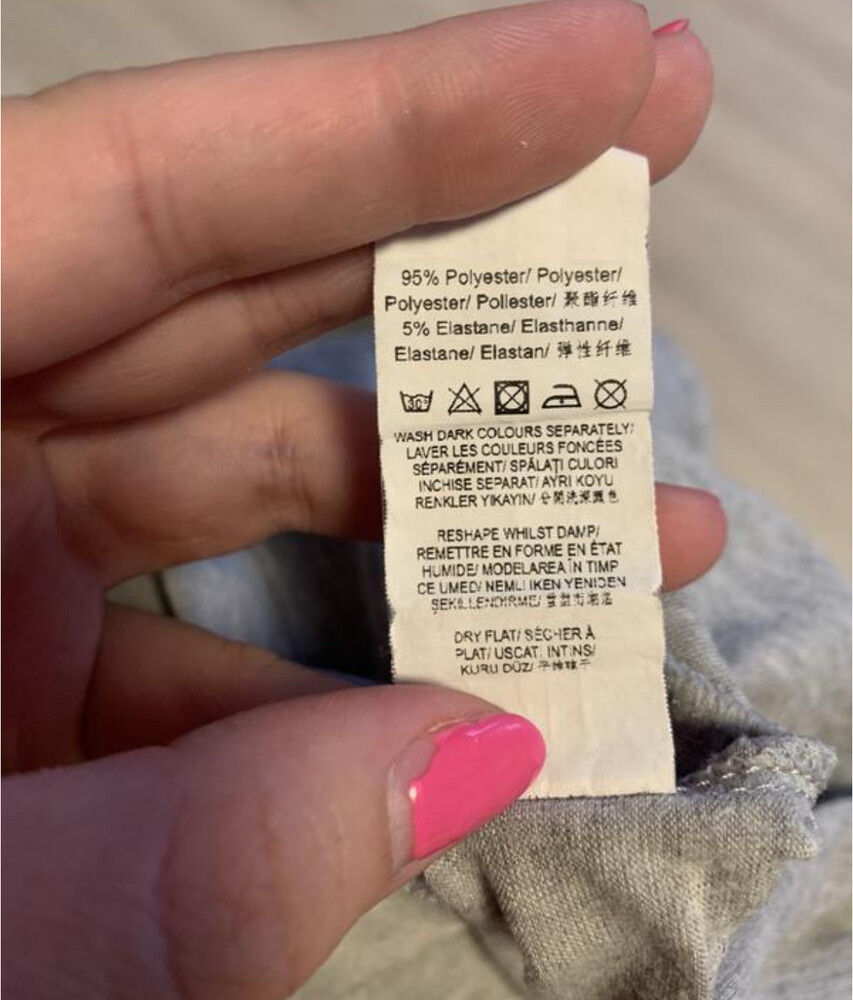 95% Polyester/ Polyester/
Polyester/ Poliester/ 聚酯纤维
5% Elastane/ Elasthanne/
Elastane/ Elastan/ 弹性纤维
30°
WASH DARK COLOURS SEPARATELY/
LAVER LES COULEURS FONCÉES
SÉPARÉMENT/ SPĂLAȚI CULORI
INCHISE SEPARAT/ AYRI KOYU
RENKLER YIKAYIN/
RESHAPE WHILST DAMP/
REMETTRE EN FORME EN ÉTAT
HUMIDE/ MODELAREA ÎN TIMP
CE UMED/ NEMLI IKEN YENIDEN
ŞEKILLENDIRME/
DRY FLAT/ SÉCHER À
PLAT/ USCAT INTINS/
KURU DÜZ/